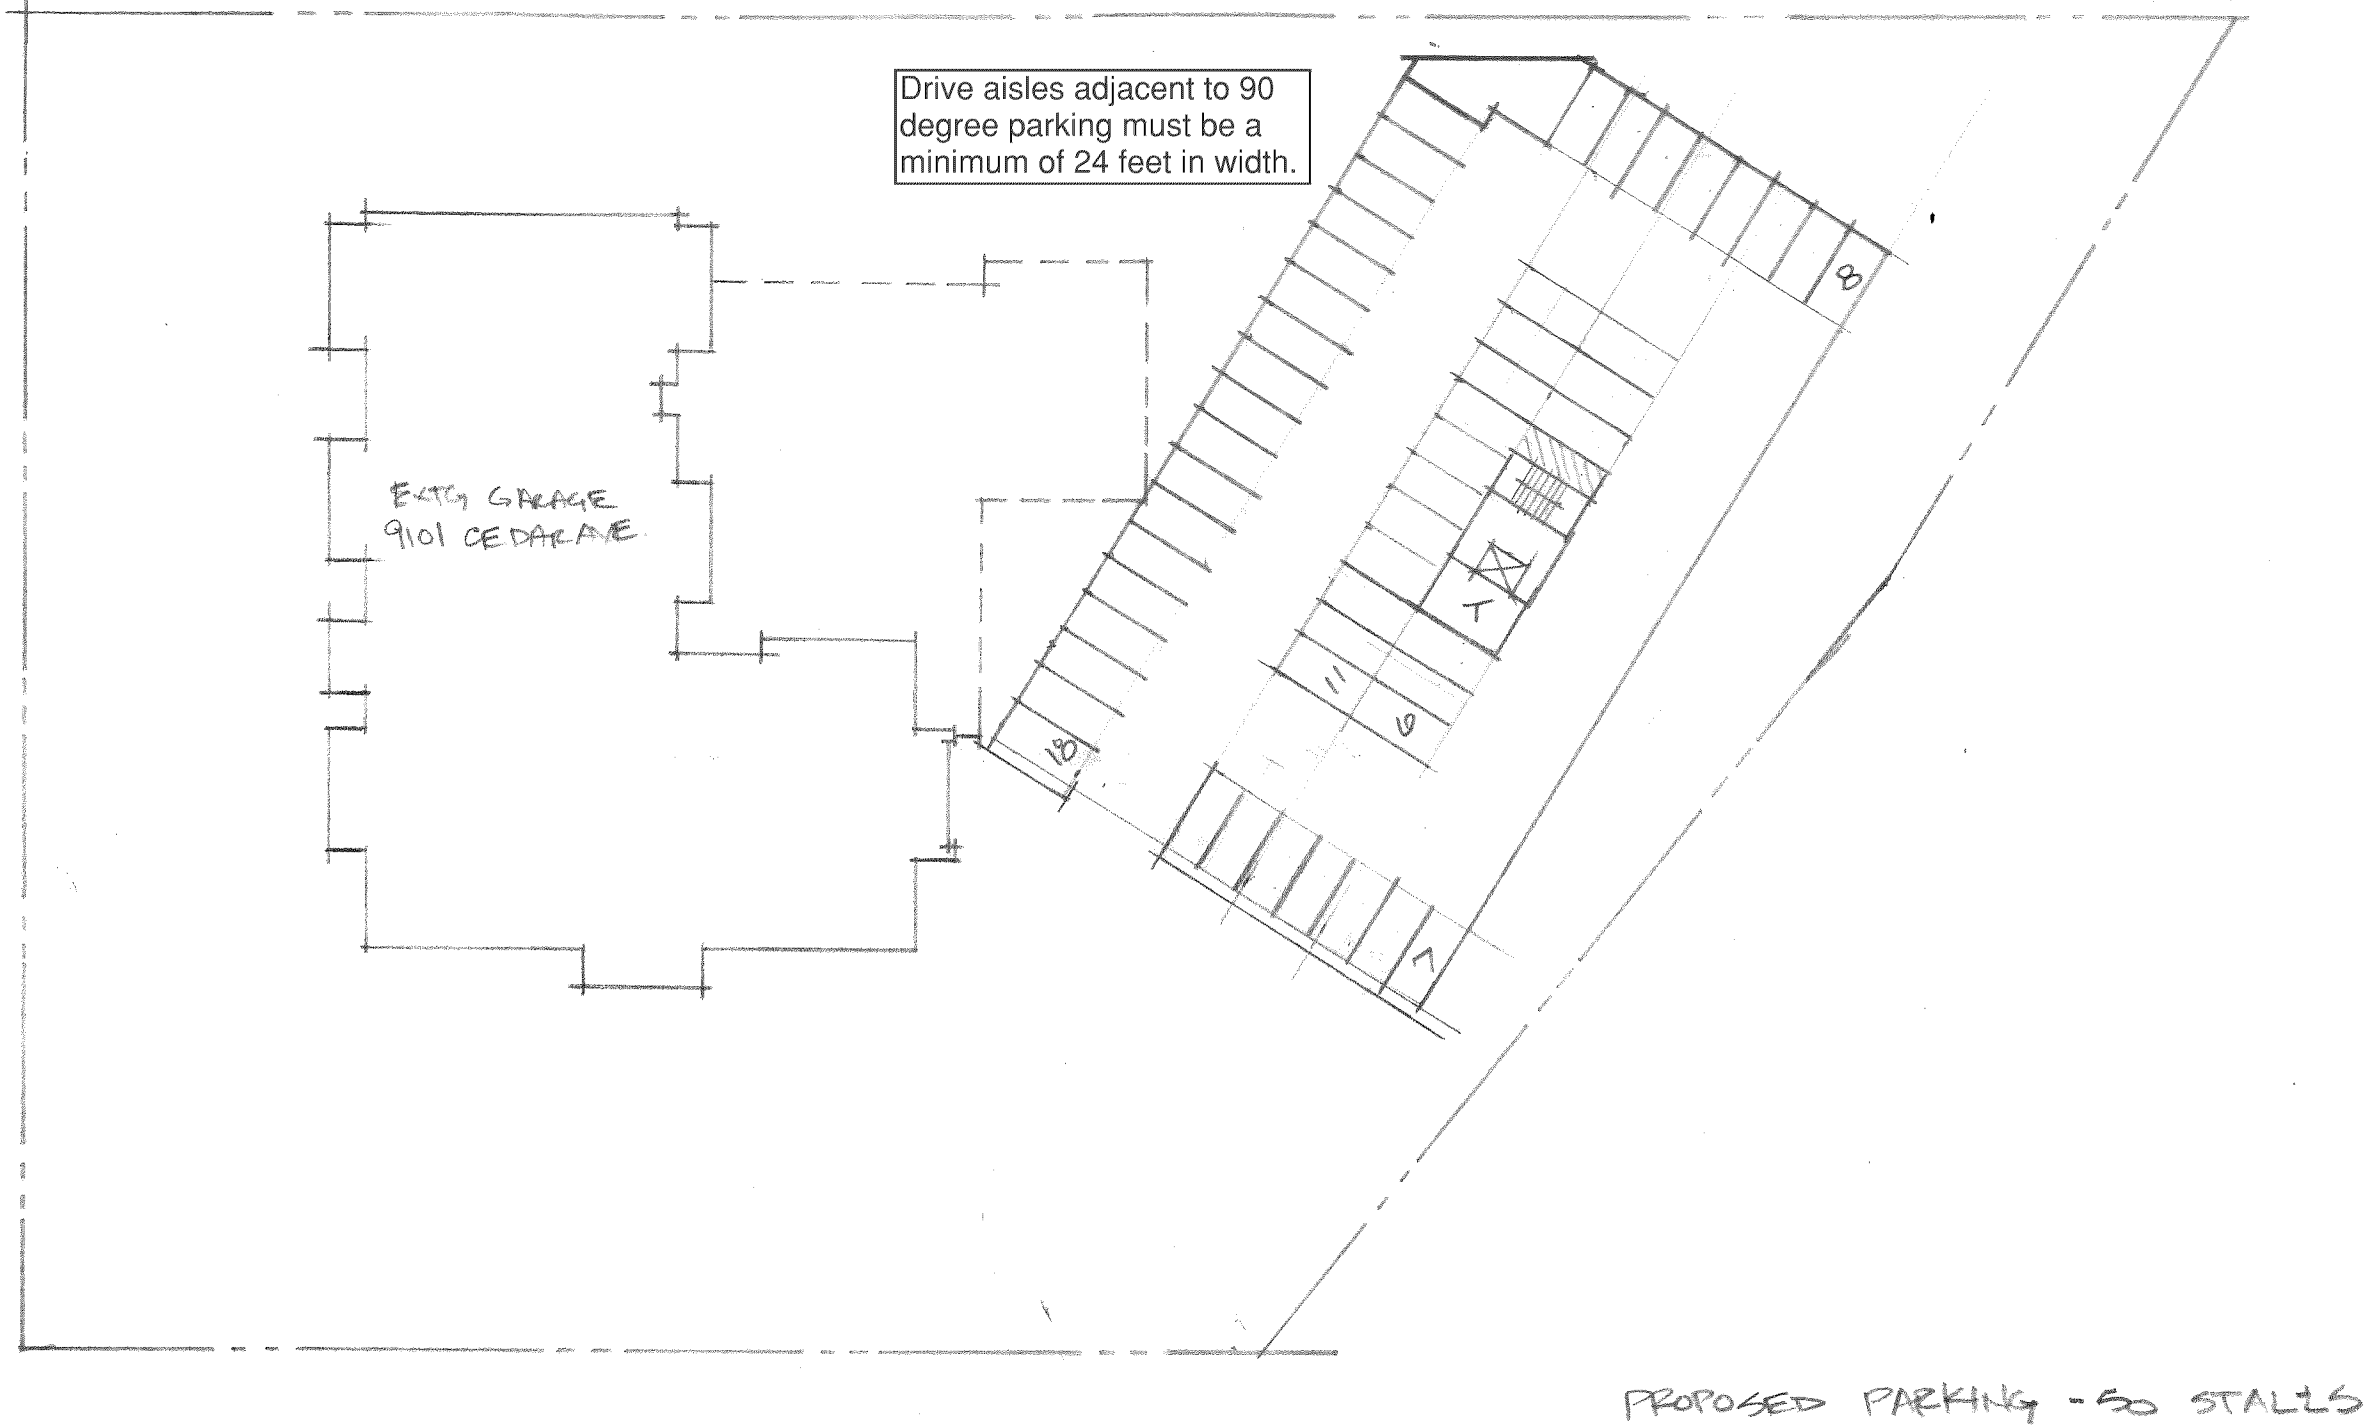 Drive aisles adjacent to 90
degree parking must be a
minimum of 24 feet in width.
8
EXTG GARAGE
9101 CEDAR AVE.
11
6
18
7
PROPOSED PARKING - 50 STALLS